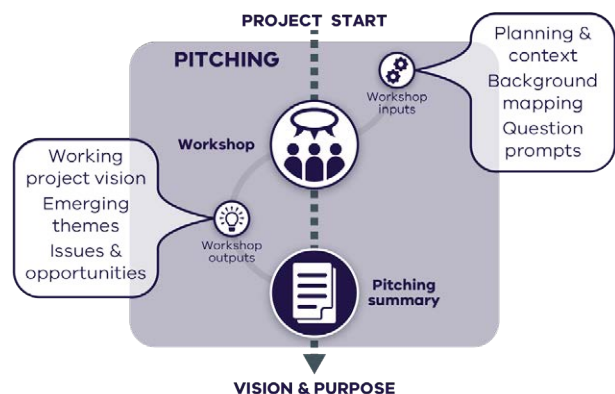 PROJECT START
PITCHING
Planning &
context
Background
mapping
Question
prompts
Workshop
inputs
Workshop
Working
project vision
Emerging
themes
Issues &
opportunities
Workshop
outputs
Pitching
summary
VISION & PURPOSE